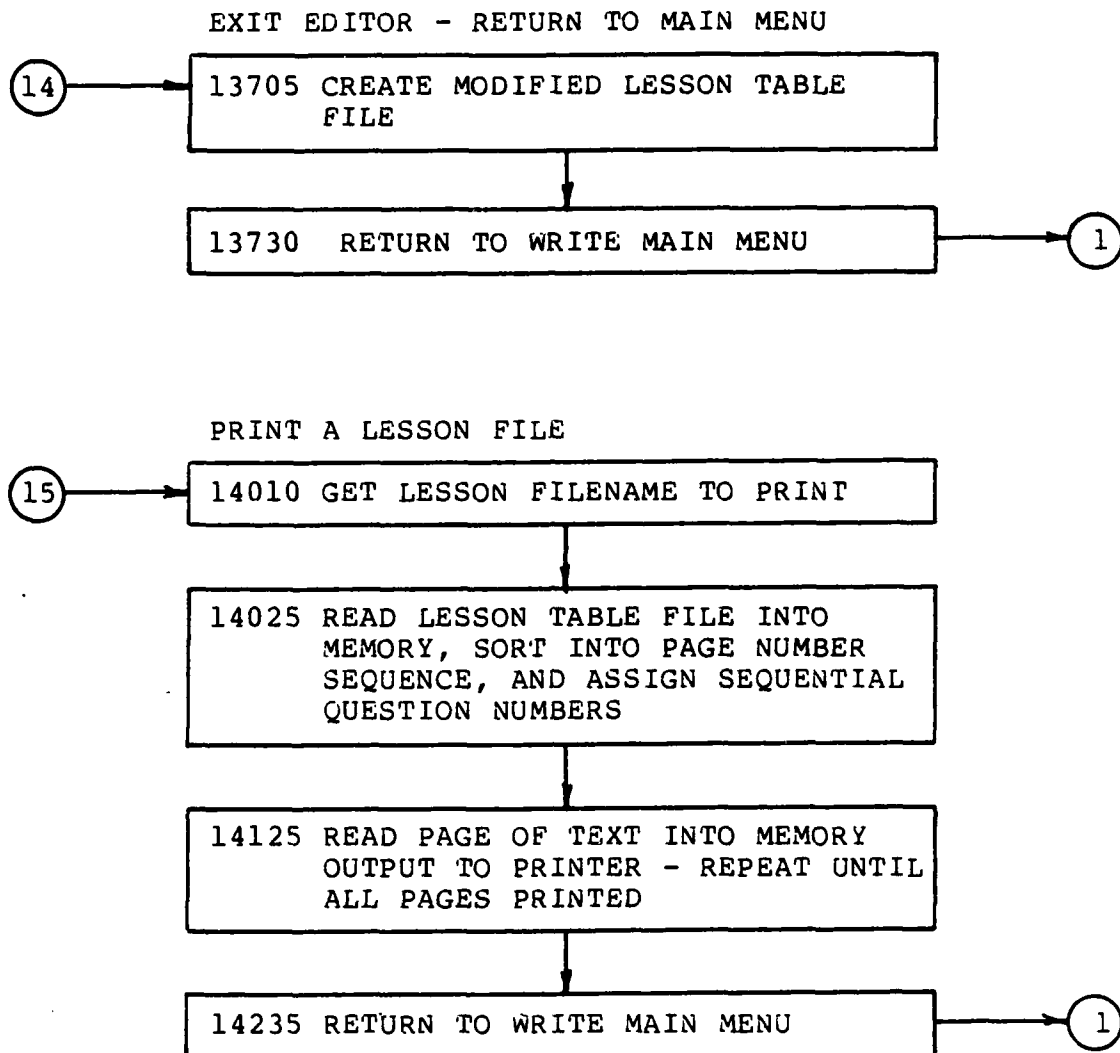 EXIT EDITOR - RETURN TO MAIN MENU
14
13705 CREATE MODIFIED LESSON TABLE
FILE
13730 RETURN TO WRITE MAIN MENU
1
PRINT A LESSON FILE
15
14010 GET LESSON FILENAME TO PRINT
14025 READ LESSON TABLE FILE INTO
MEMORY, SORT INTO PAGE NUMBER
SEQUENCE, AND ASSIGN SEQUENTIAL
QUESTION NUMBERS
14125 READ PAGE OF TEXT INTO MEMORY
OUTPUT TO PRINTER - REPEAT UNTIL
ALL PAGES PRINTED
14235 RETURN TO WRITE MAIN MENU
1